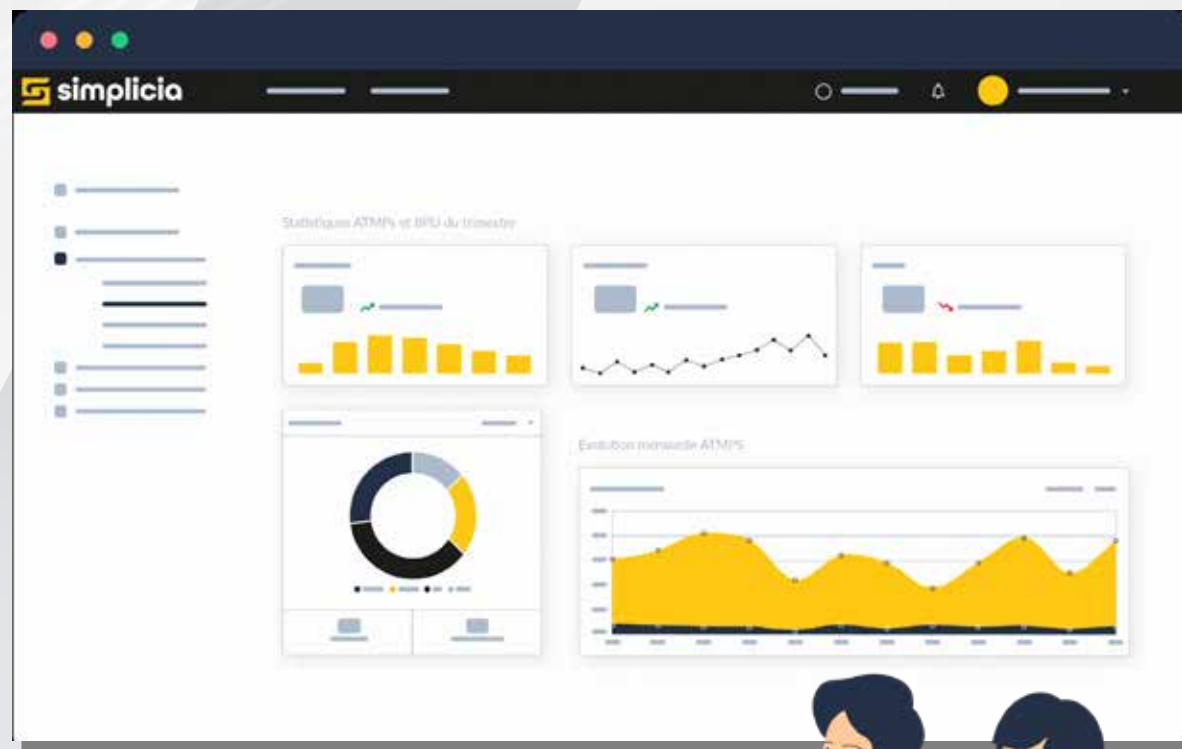 simplicia
Statistiques ATMPs et BPU du trimestre
Evolution mensuelle ATMPS